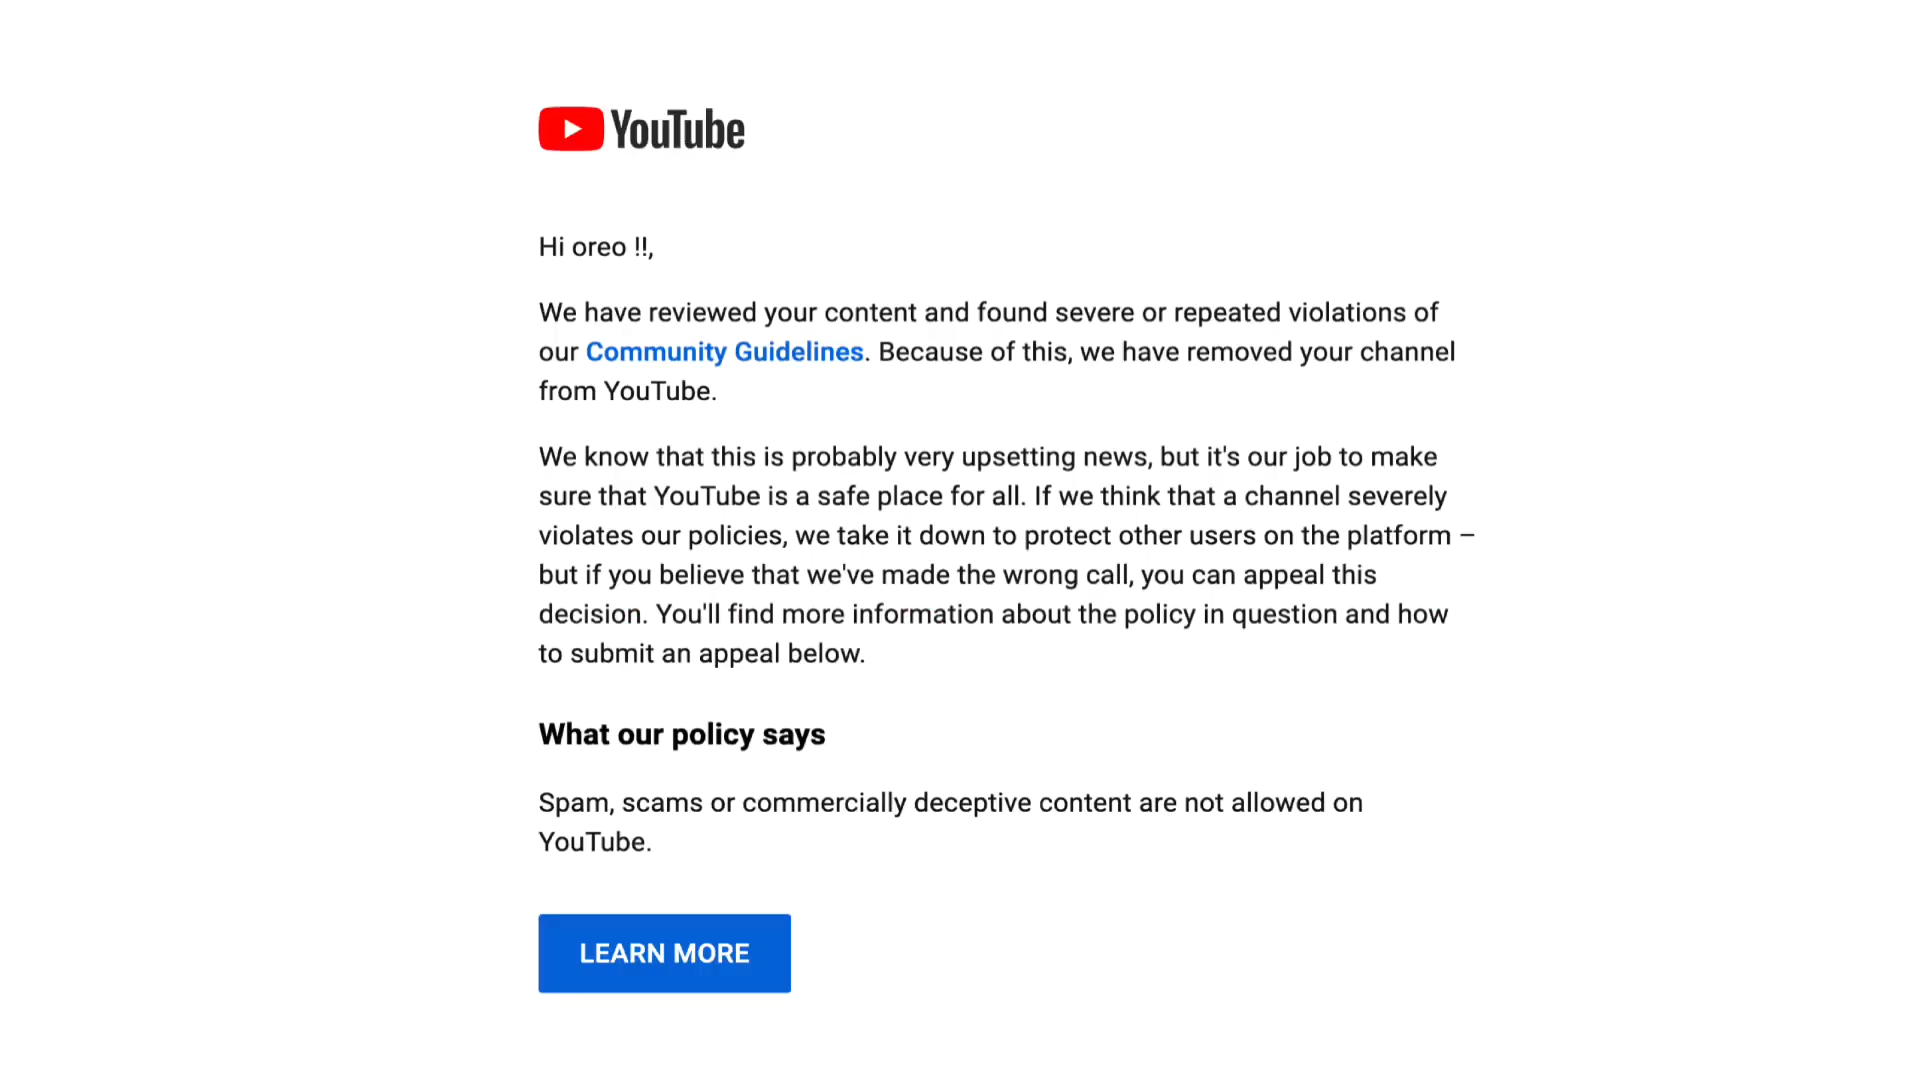 YouTube
Hi oreo !!,
We have reviewed your content and found severe or repeated violations of
our Community Guidelines. Because of this, we have removed your channel
from YouTube.
We know that this is probably very upsetting news, but it's our job to make
sure that YouTube is a safe place for all. If we think that a channel severely
violates our policies, we take it down to protect other users on the platform –
but if you believe that we've made the wrong call, you can appeal this
decision. You'll find more information about the policy in question and how
to submit an appeal below.
What our policy says
Spam, scams or commercially deceptive content are not allowed on
YouTube.
LEARN MORE